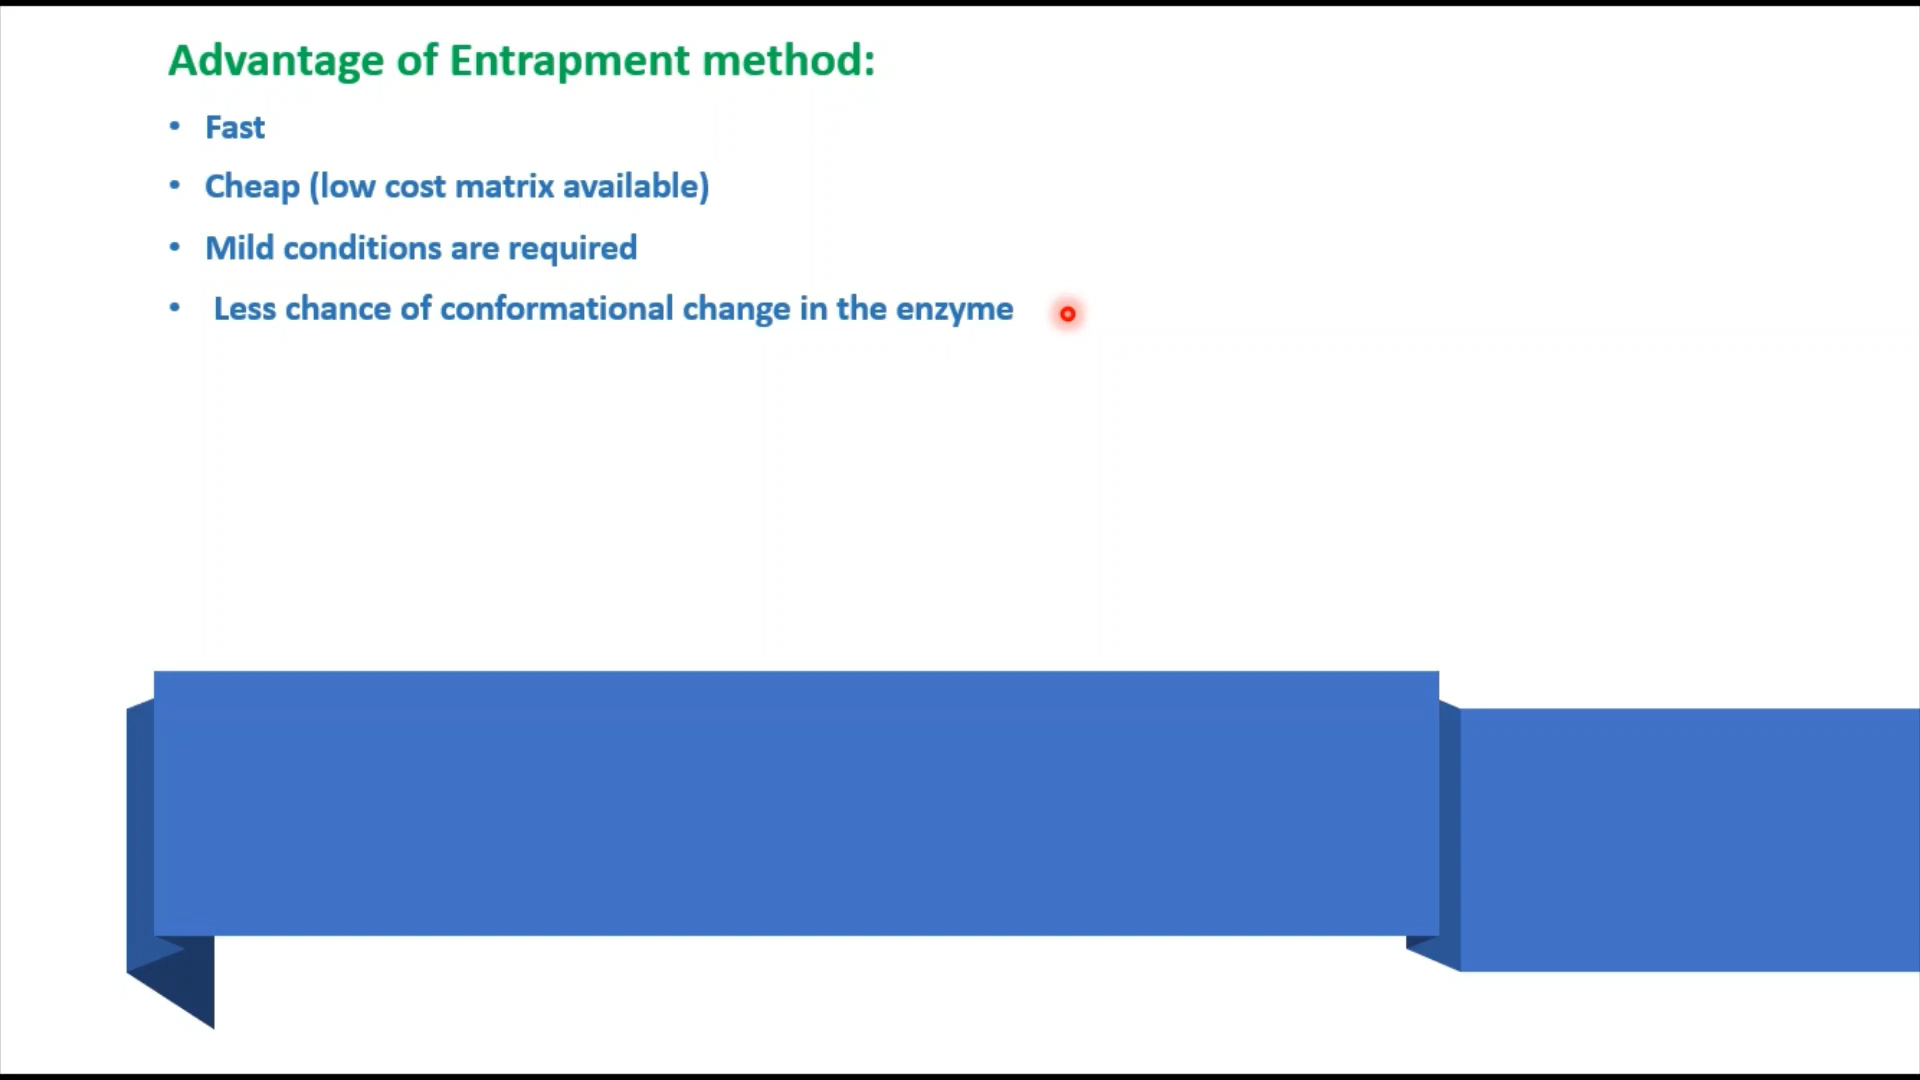 Advantage of Entrapment method:
• Fast
• Cheap (low cost matrix available)
• Mild conditions are required
• Less chance of conformational change in the enzyme